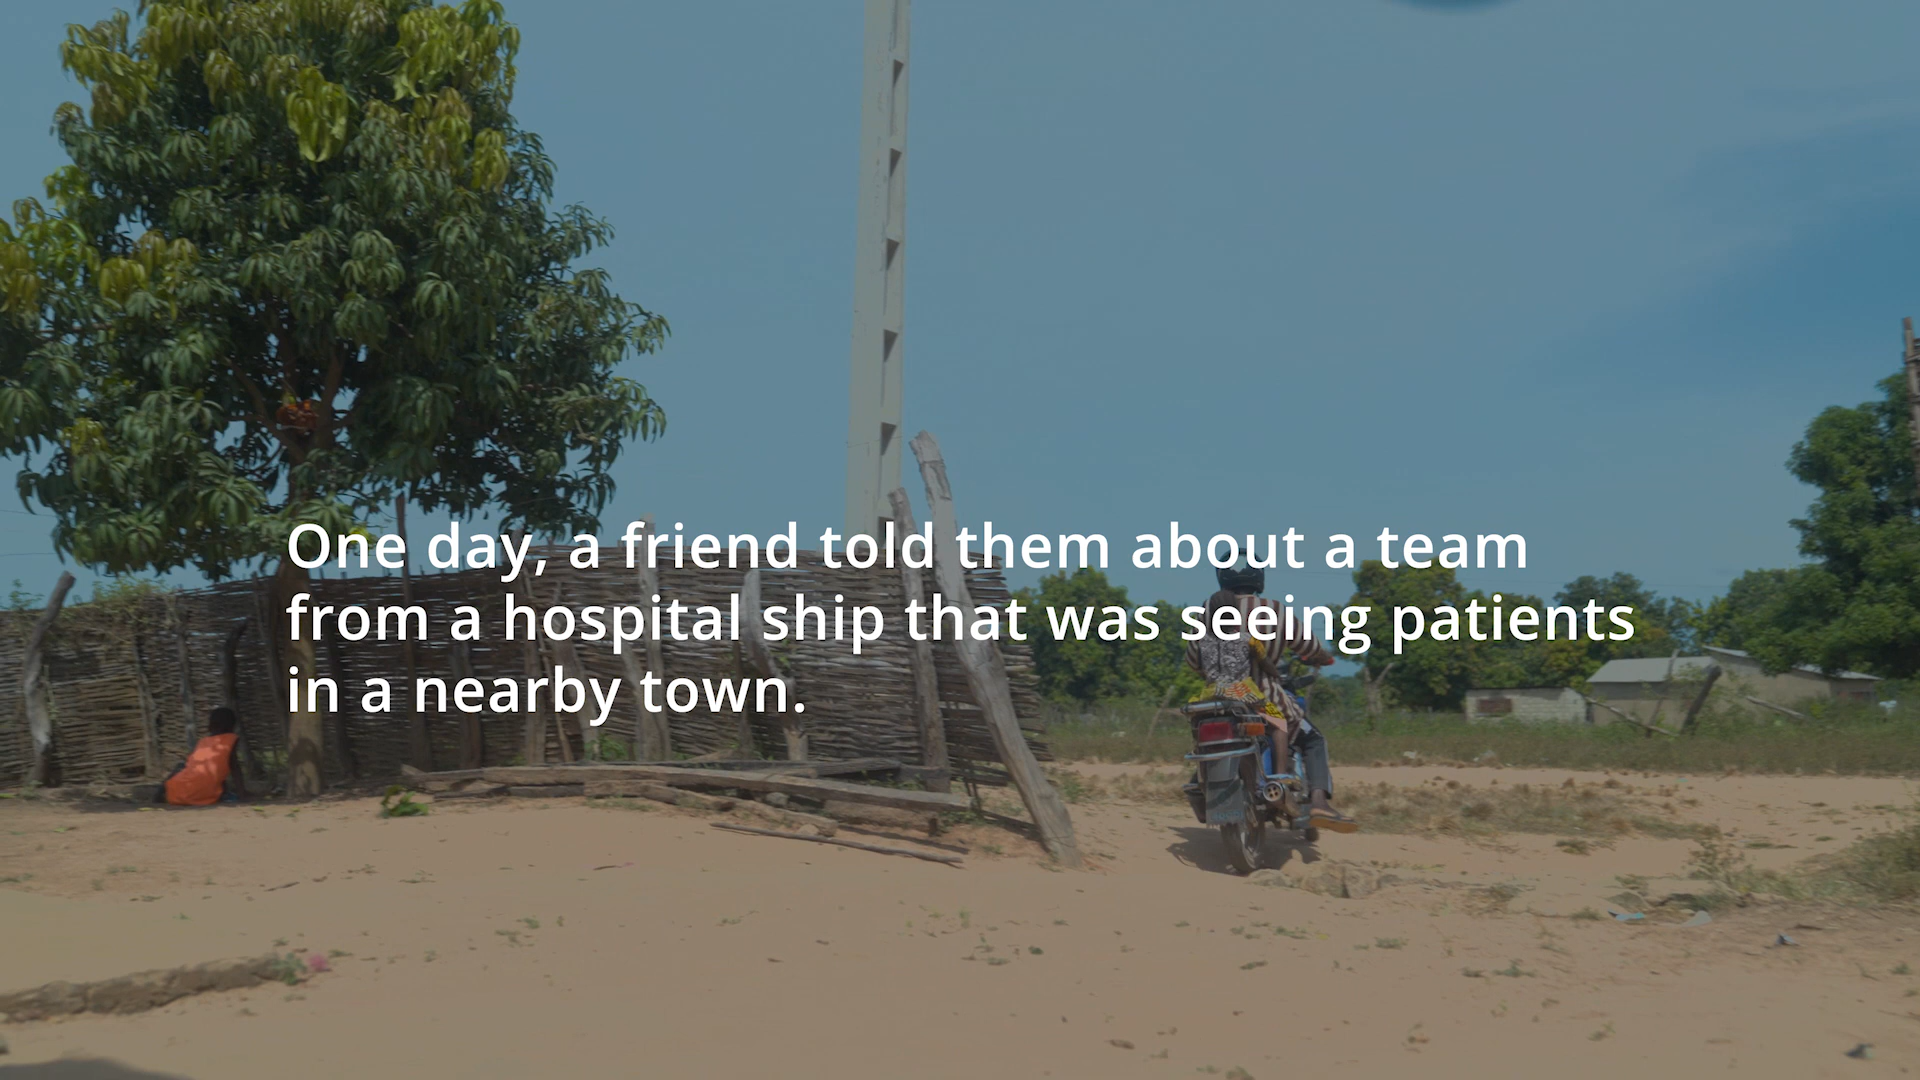 One day, a friend told them about a team
from a hospital ship that was seeing patients
in a nearby town.